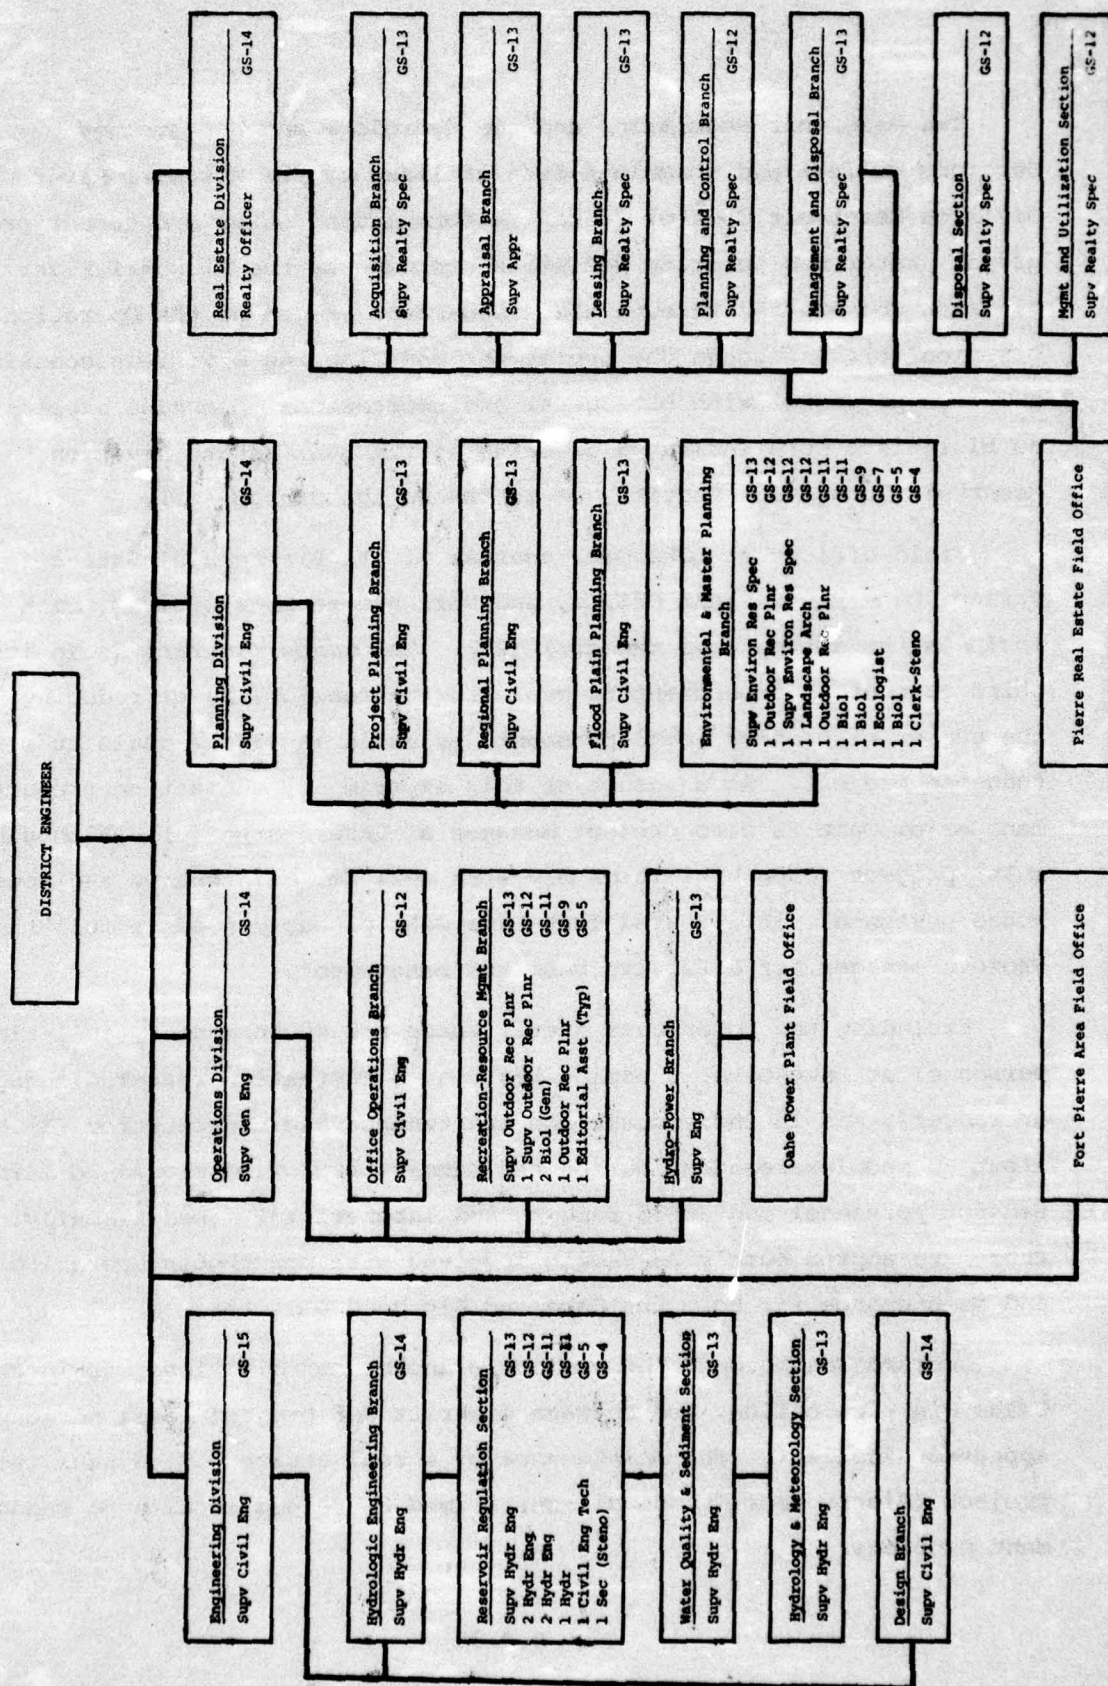 DISTRICT ENGINEER
Engineering Division
Supv Civil Eng GS-15
Hydrologic Engineering Branch
Supv Hydr Eng GS-14
Reservoir Regulation Section
Supv Hydr Eng GS-13
2 Hydr Eng GS-12
2 Hydr Eng GS-11
1 Hydr GS-11
1 Civil Eng Tech GS-5
1 Sec (Steno) GS-4
Water Quality & Sediment Section
Supv Hydr Eng GS-13
Hydrology & Meteorology Section
Supv Hydr Eng GS-13
Design Branch
Supv Civil Eng GS-14
Operations Division
Supv Gen Eng GS-14
Office Operations Branch
Supv Civil Eng GS-12
Recreation-Resource Mgmt Branch
Supv Outdoor Rec Plnr GS-13
1 Supv Outdoor Rec Plnr GS-12
2 Biol (Gen) GS-11
1 Outdoor Rec Plnr GS-9
1 Editorial Asst (Typ) GS-5
Hydro-Power Branch
Supv Eng GS-13
Oahe Power Plant Field Office
Fort Pierre Area Field Office
Planning Division
Supv Civil Eng GS-14
Project Planning Branch
Supv Civil Eng GS-13
Regional Planning Branch
Supv Civil Eng GS-13
Flood Plain Planning Branch
Supv Civil Eng GS-13
Environmental & Master Planning
Branch
Supv Environ Res Spec GS-13
1 Outdoor Rec Plnr GS-12
1 Supv Environ Res Spec GS-12
1 Landscape Arch GS-12
1 Outdoor Rec Plnr GS-11
1 Biol GS-11
1 Biol GS-9
1 Ecologist GS-7
1 Biol GS-5
1 Clerk-Steno GS-4
Pierre Real Estate Field Office
Real Estate Division
Realty Officer GS-14
Acquisition Branch
Supv Realty Spec GS-13
Appraisal Branch
Supv Appr GS-13
Leasing Branch
Supv Realty Spec GS-13
Planning and Control Branch
Supv Realty Spec GS-12
Management and Disposal Branch
Supv Realty Spec GS-13
Disposal Section
Supv Realty Spec GS-12
Mgmt and Utilization Section
Supv Realty Spec GS-12